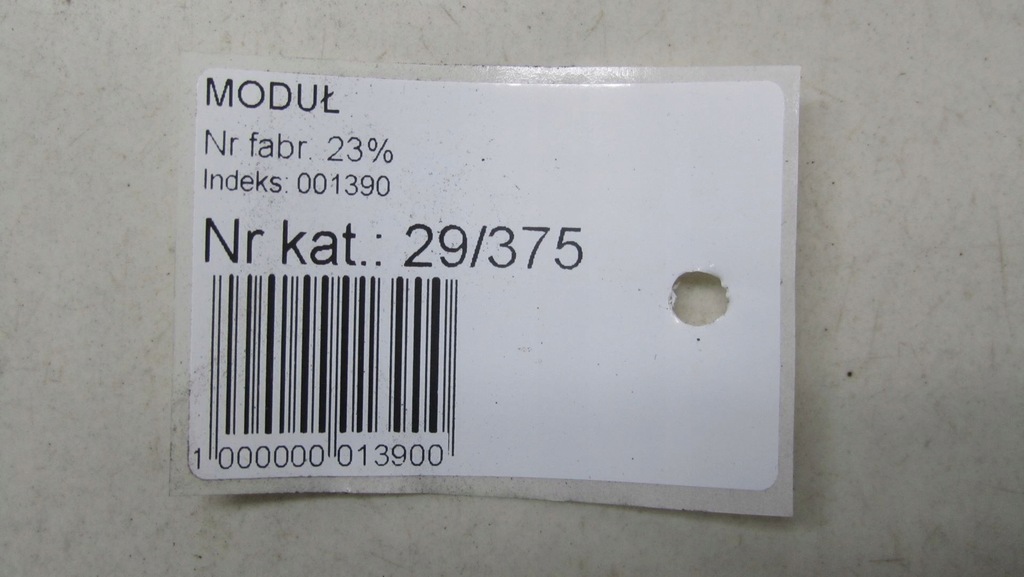 MODUŁ
Nr fabr. 23%
Indeks: 001390
Nr kat.: 29/375
1 000000 013900